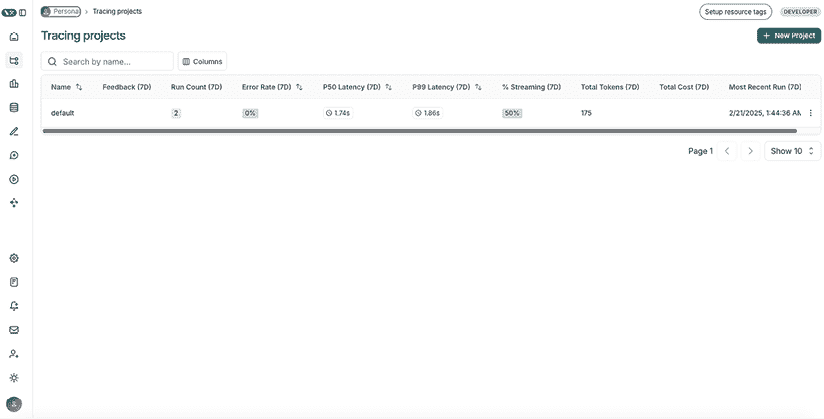 Personal > Tracing projects
Setup resource tags
DEVELOPER
Tracing projects
+ New Project
Search by name...
Columns
Name Feedback (7D) Run Count (7D) Error Rate (7D) P50 Latency (7D) P99 Latency (7D) % Streaming (7D) Total Tokens (7D) Total Cost (7D) Most Recent Run (7D)
default 2 0% 1.74s 1.86s 50% 175 2/21/2025, 1:44:36 AM
Page 1
Show 10